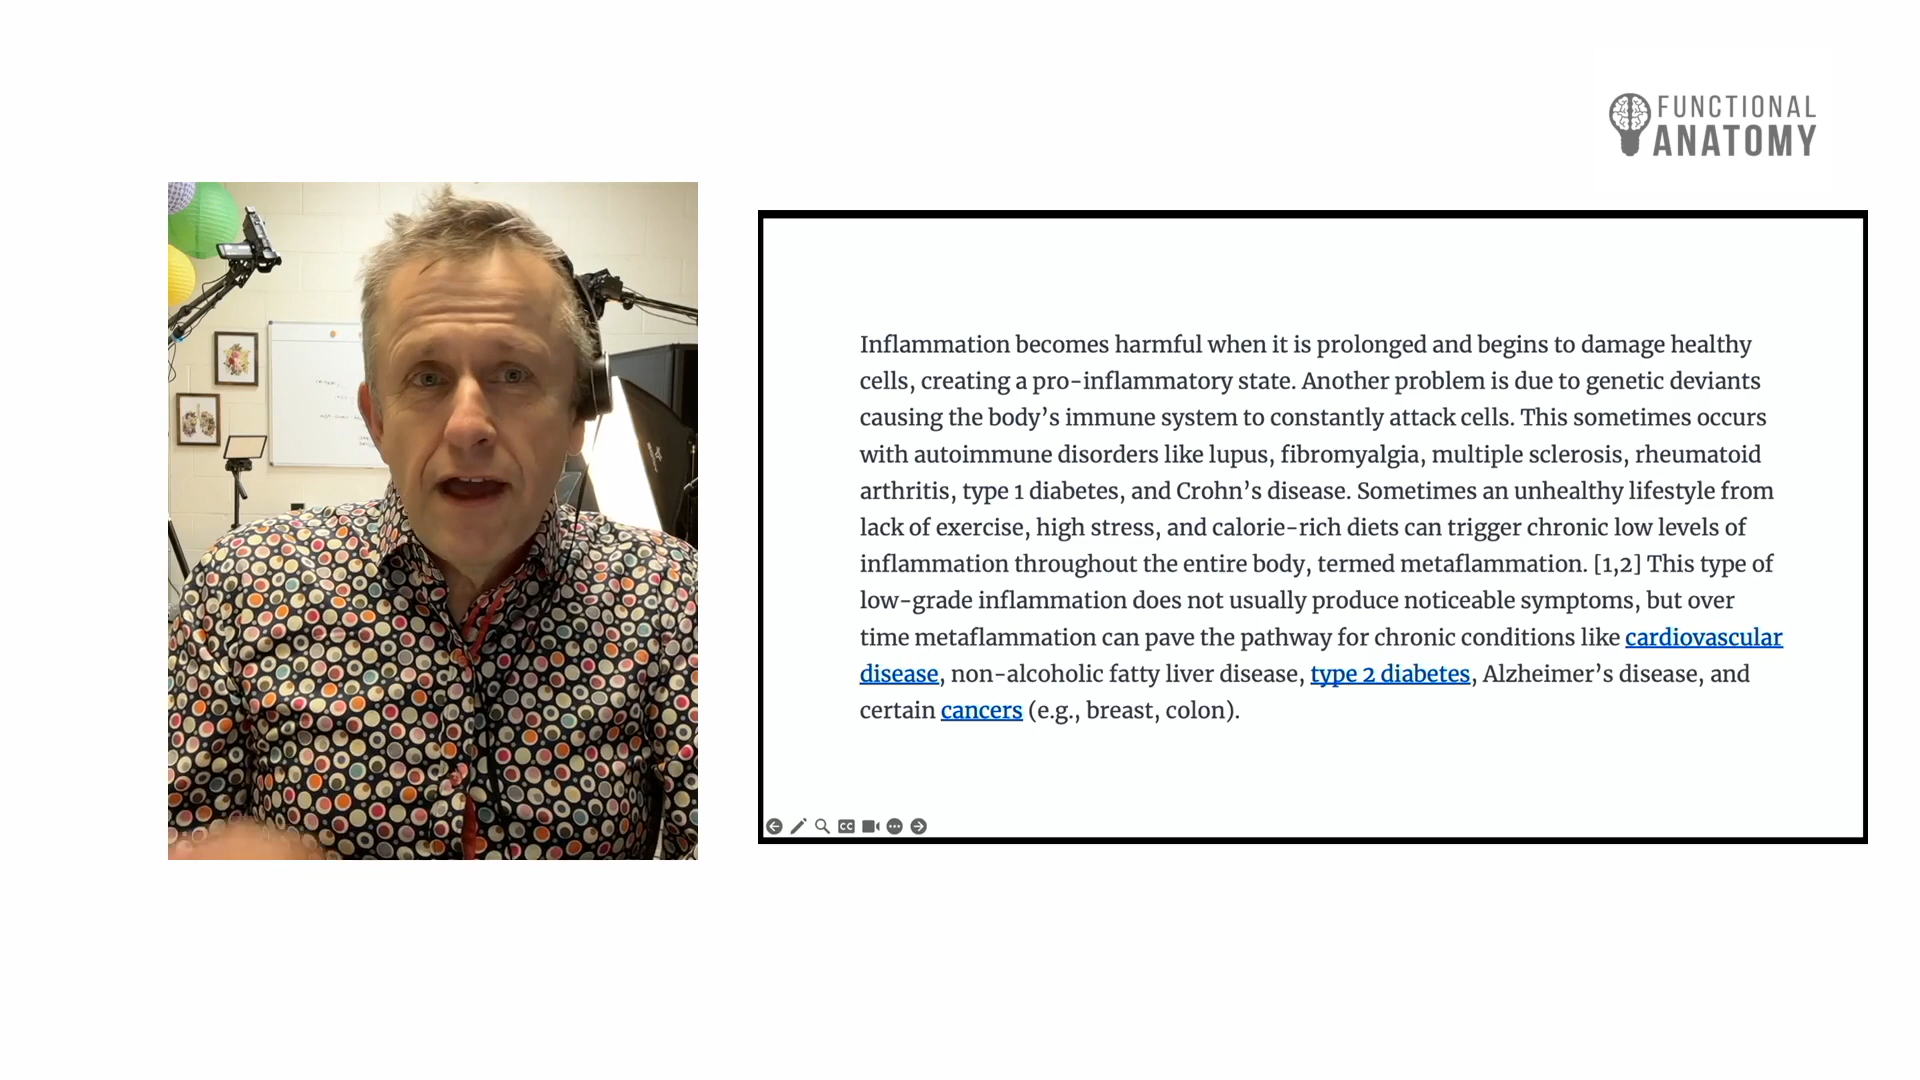 FUNCTIONAL
ANATOMY
Inflammation becomes harmful when it is prolonged and begins to damage healthy
cells, creating a pro-inflammatory state. Another problem is due to genetic deviants
causing the body’s immune system to constantly attack cells. This sometimes occurs
with autoimmune disorders like lupus, fibromyalgia, multiple sclerosis, rheumatoid
arthritis, type 1 diabetes, and Crohn’s disease. Sometimes an unhealthy lifestyle from
lack of exercise, high stress, and calorie-rich diets can trigger chronic low levels of
inflammation throughout the entire body, termed metaflammation. [1,2] This type of
low-grade inflammation does not usually produce noticeable symptoms, but over
time metaflammation can pave the pathway for chronic conditions like cardiovascular
disease, non-alcoholic fatty liver disease, type 2 diabetes, Alzheimer’s disease, and
certain cancers (e.g., breast, colon).
CC